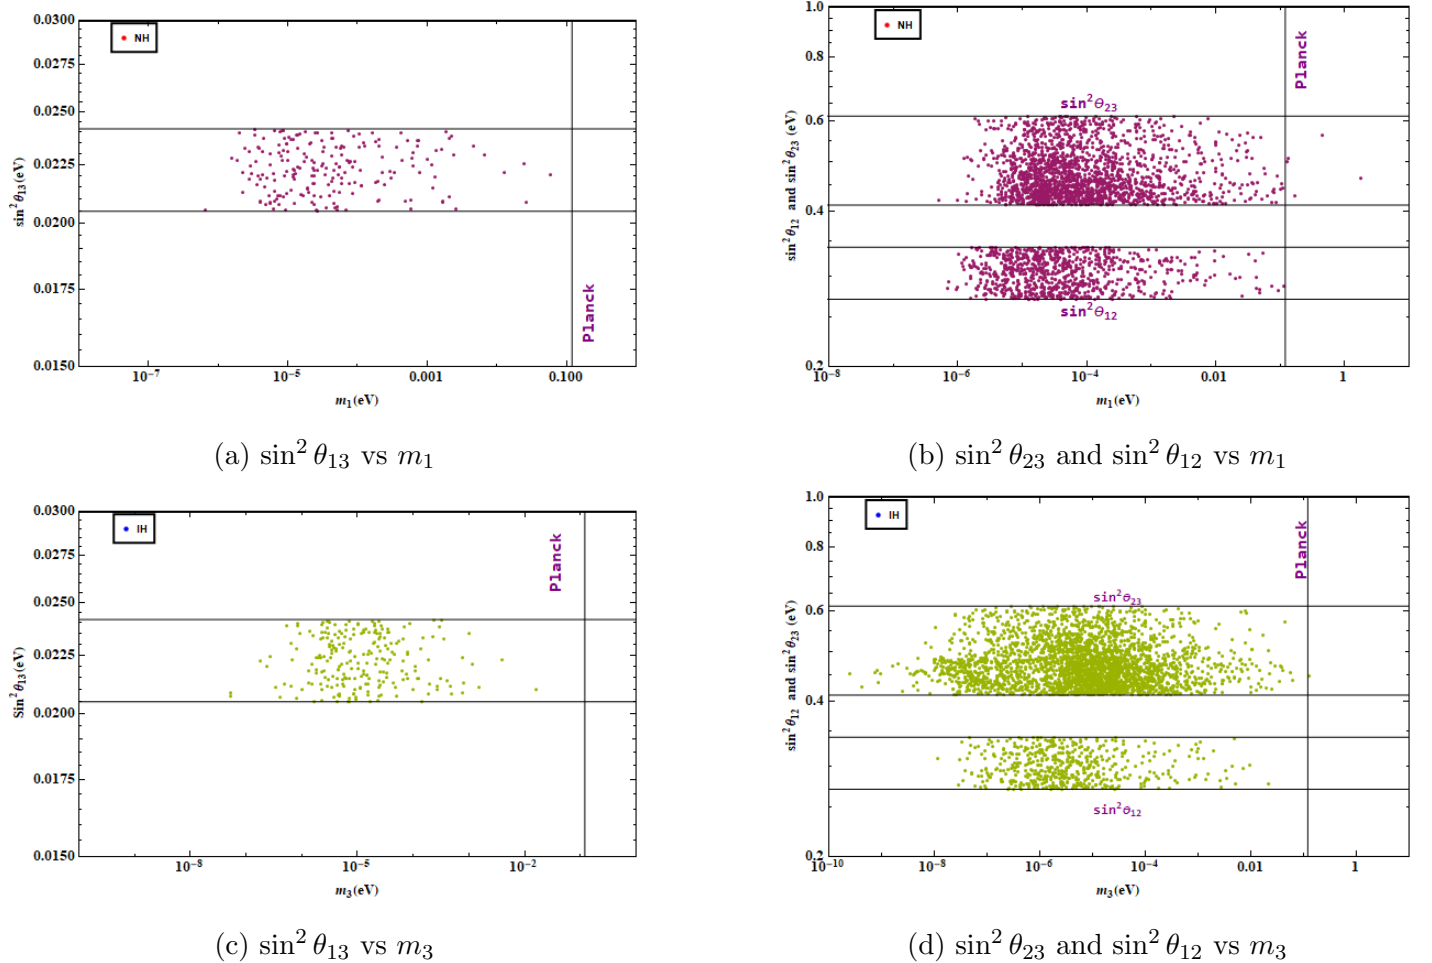 0.0300
0.0275
0.0250
0.0225
0.0200
0.0175
0.0150
sin²θ₁₃(eV)
NH
Planck
10⁻⁷ 10⁻⁵ 0.001 0.100
m₁(eV)
(a) sin² θ₁₃ vs m₁
1.0
0.8
0.6
0.4
0.2
sin²θ₁₂ and sin²θ₂₃ (eV)
NH
Planck
sin²θ₂₃
sin²θ₁₂
10⁻⁸ 10⁻⁶ 10⁻⁴ 0.01 1
m₁(eV)
(b) sin² θ₂₃ and sin² θ₁₂ vs m₁
0.0300
0.0275
0.0250
0.0225
0.0200
0.0175
0.0150
Sin²θ₁₃(eV)
IH
Planck
10⁻⁸ 10⁻⁵ 10⁻²
m₃(eV)
(c) sin² θ₁₃ vs m₃
1.0
0.8
0.6
0.4
0.2
sin²θ₁₂ and sin²θ₂₃ (eV)
IH
Planck
sin²θ₂₃
sin²θ₁₂
10⁻¹⁰ 10⁻⁸ 10⁻⁶ 10⁻⁴ 0.01 1
m₃(eV)
(d) sin² θ₂₃ and sin² θ₁₂ vs m₃